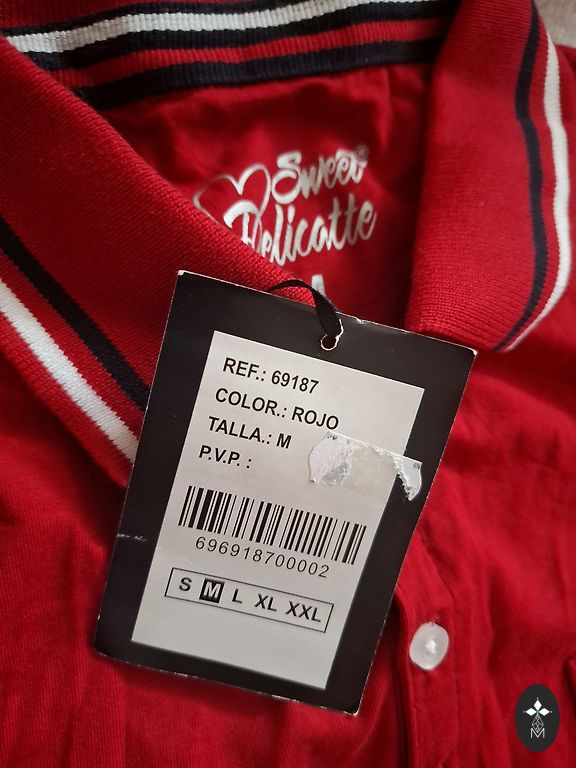 Sweet
Delicatte
REF.: 69187
COLOR.: ROJO
TALLA.: M
P.V.P. :
696918700002
S M L XL XXL
M